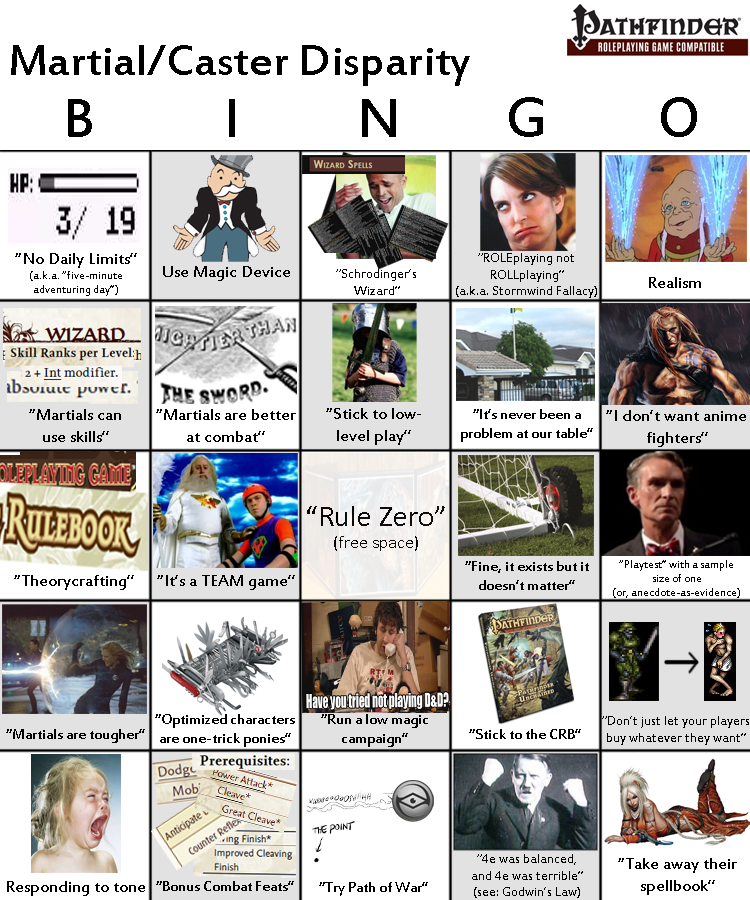 PATHFINDER®
ROLEPLAYING GAME COMPATIBLE
Martial/Caster Disparity
B I N G O
HP:
3/ 19
"No Daily Limits"
(a.k.a. "five-minute
adventuring day")
Use Magic Device
WIZARD SPELLS
"Schrodinger's
Wizard"
"ROLEplaying not
ROLLplaying"
(a.k.a. Stormwind Fallacy)
Realism
WIZARD
Skill Ranks per Level:
2 + Int modifier.
absolute power.
"Martials can
use skills"
MIGHTIER THAN
THE SWORD.
"Martials are better
at combat"
"Stick to low-
level play"
"It's never been a
problem at our table"
"I don't want anime
fighters"
OLEPLAYING GAME
RULEBOOK
"Theorycrafting"
"It's a TEAM game"
"Rule Zero"
(free space)
"Fine, it exists but it
doesn't matter"
"Playtest" with a sample
size of one
(or, anecdote-as-evidence)
"Martials are tougher"
"Optimized characters
are one-trick ponies"
Have you tried not playing D&D?
"Run a low magic
campaign"
PATHFINDER
PATHFINDER
UNCHAINED
"Stick to the CRB"
"Don't just let your players
buy whatever they want"
Responding to tone
Prerequisites:
Dodg
Mob
Power Attack*
Cleave*
Great Cleave*
Anticipate
Counter Reflex
ving Finish*
Improved Cleaving
Finish
"Bonus Combat Feats"
THE POINT
"Try Path of War"
"4e was balanced,
and 4e was terrible"
(see: Godwin's Law)
"Take away their
spellbook"